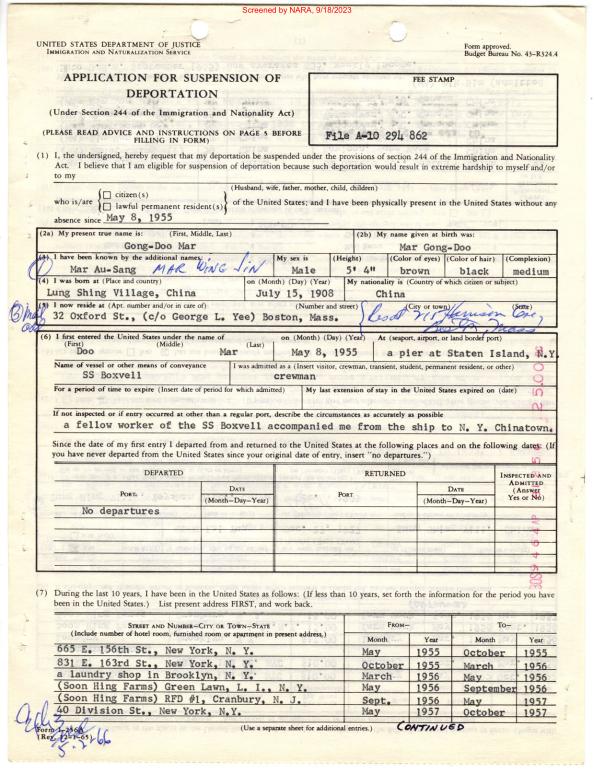 Screened by NARA, 9/18/2023
UNITED STATES DEPARTMENT OF JUSTICE
IMMIGRATION AND NATURALIZATION SERVICE
Form approved.
Budget Bureau No. 43-R324.4
APPLICATION FOR SUSPENSION OF
DEPORTATION
(Under Section 244 of the Immigration and Nationality Act)
(PLEASE READ ADVICE AND INSTRUCTIONS ON PAGE 5 BEFORE
FILLING IN FORM)
FEE STAMP
File A-10 294 862
(1) I, the undersigned, hereby request that my deportation be suspended under the provisions of section 244 of the Immigration and Nationality
Act. I believe that I am eligible for suspension of deportation because such deportation would result in extreme hardship to myself and/or
to my
(Husband, wife, father, mother, child, children)
who is/are
citizen(s)
lawful permanent resident(s)
of the United States; and I have been physically present in the United States without any
absence since May 8, 1955
(2a) My present true name is: (First, Middle, Last)
Gong-Doo Mar
(2b) My name given at birth was:
Mar Gong-Doo
(3) I have been known by the additional names:
Mar Au-Sang MAR WING JIN
My sex is
Male
(Height)
5' 4"
(Color of eyes)
brown
(Color of hair)
black
(Complexion)
medium
(4) I was born at (Place and country)
Lung Shing Village, China
on (Month) (Day) (Year)
July 15, 1908
My nationality is (Country of which citizen or subject)
China
(5) I now reside at (Apt. number and/or in care of) (Number and street) (City or town) (State)
32 Oxford St., (c/o George L. Yee) Boston, Mass.
(6) I first entered the United States under the name of
(First) (Middle) (Last)
Doo Mar
on (Month) (Day) (Year)
May 8, 1955
At (seaport, airport, or land border port)
a pier at Staten Island, N.Y.
Name of vessel or other means of conveyance
SS Boxvell
I was admitted as a (Insert visitor, crewman, transient, student, permanent resident, or other)
crewman
For a period of time to expire (Insert date of period for which admitted)
My last extension of stay in the United States expired on (date)
If not inspected or if entry occurred at other than a regular port, describe the circumstances as accurately as possible
a fellow worker of the SS Boxvell accompanied me from the ship to N. Y. Chinatown.
Since the date of my first entry I departed from and returned to the United States at the following places and on the following dates: (If
you have never departed from the United States since your original date of entry, insert "no departures.")
DEPARTED
RETURNED
INSPECTED AND
ADMITTED
(Answer
Yes or No)
PORT
DATE
(Month-Day-Year)
PORT
DATE
(Month-Day-Year)
No departures
(7) During the last 10 years, I have been in the United States as follows: (If less than 10 years, set forth the information for the period you have
been in the United States.) List present address FIRST, and work back.
STREET AND NUMBER—CITY OR TOWN—STATE
(Include number of hotel room, furnished room or apartment in present address,)
FROM—
TO—
Month Year Month Year
665 E. 156th St., New York, N. Y. May 1955 October 1955
831 E. 163rd St., New York, N. Y. October 1955 March 1956
a laundry shop in Brooklyn, N. Y. March 1956 May 1956
(Soon Hing Farms) Green Lawn, L. I., N. Y. May 1956 September 1956
(Soon Hing Farms) RFD #1, Cranbury, N. J. Sept. 1956 May 1957
40 Division St., New York, N.Y. May 1957 October 1957
(Use a separate sheet for additional entries.)
CONTINUED
5-2-66